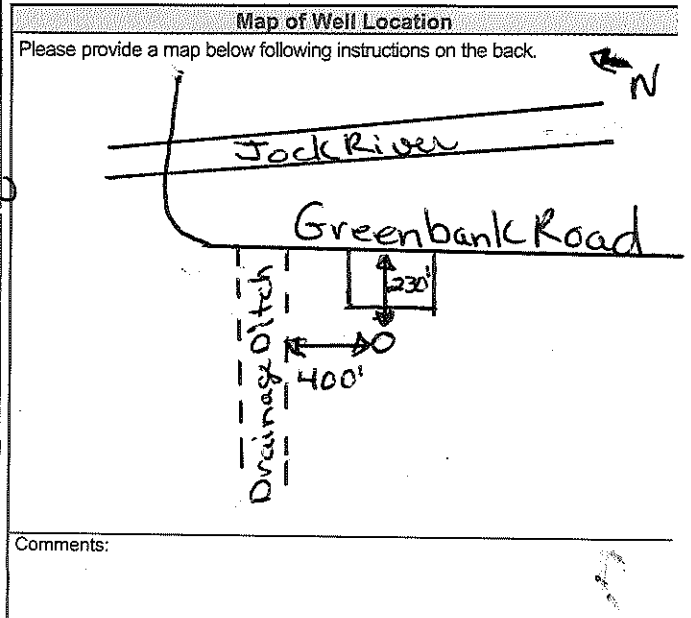 Map of Well Location
Please provide a map below following instructions on the back.
N
Jock River
Greenbank Road
230'
400'
Drainage Ditch
Comments: